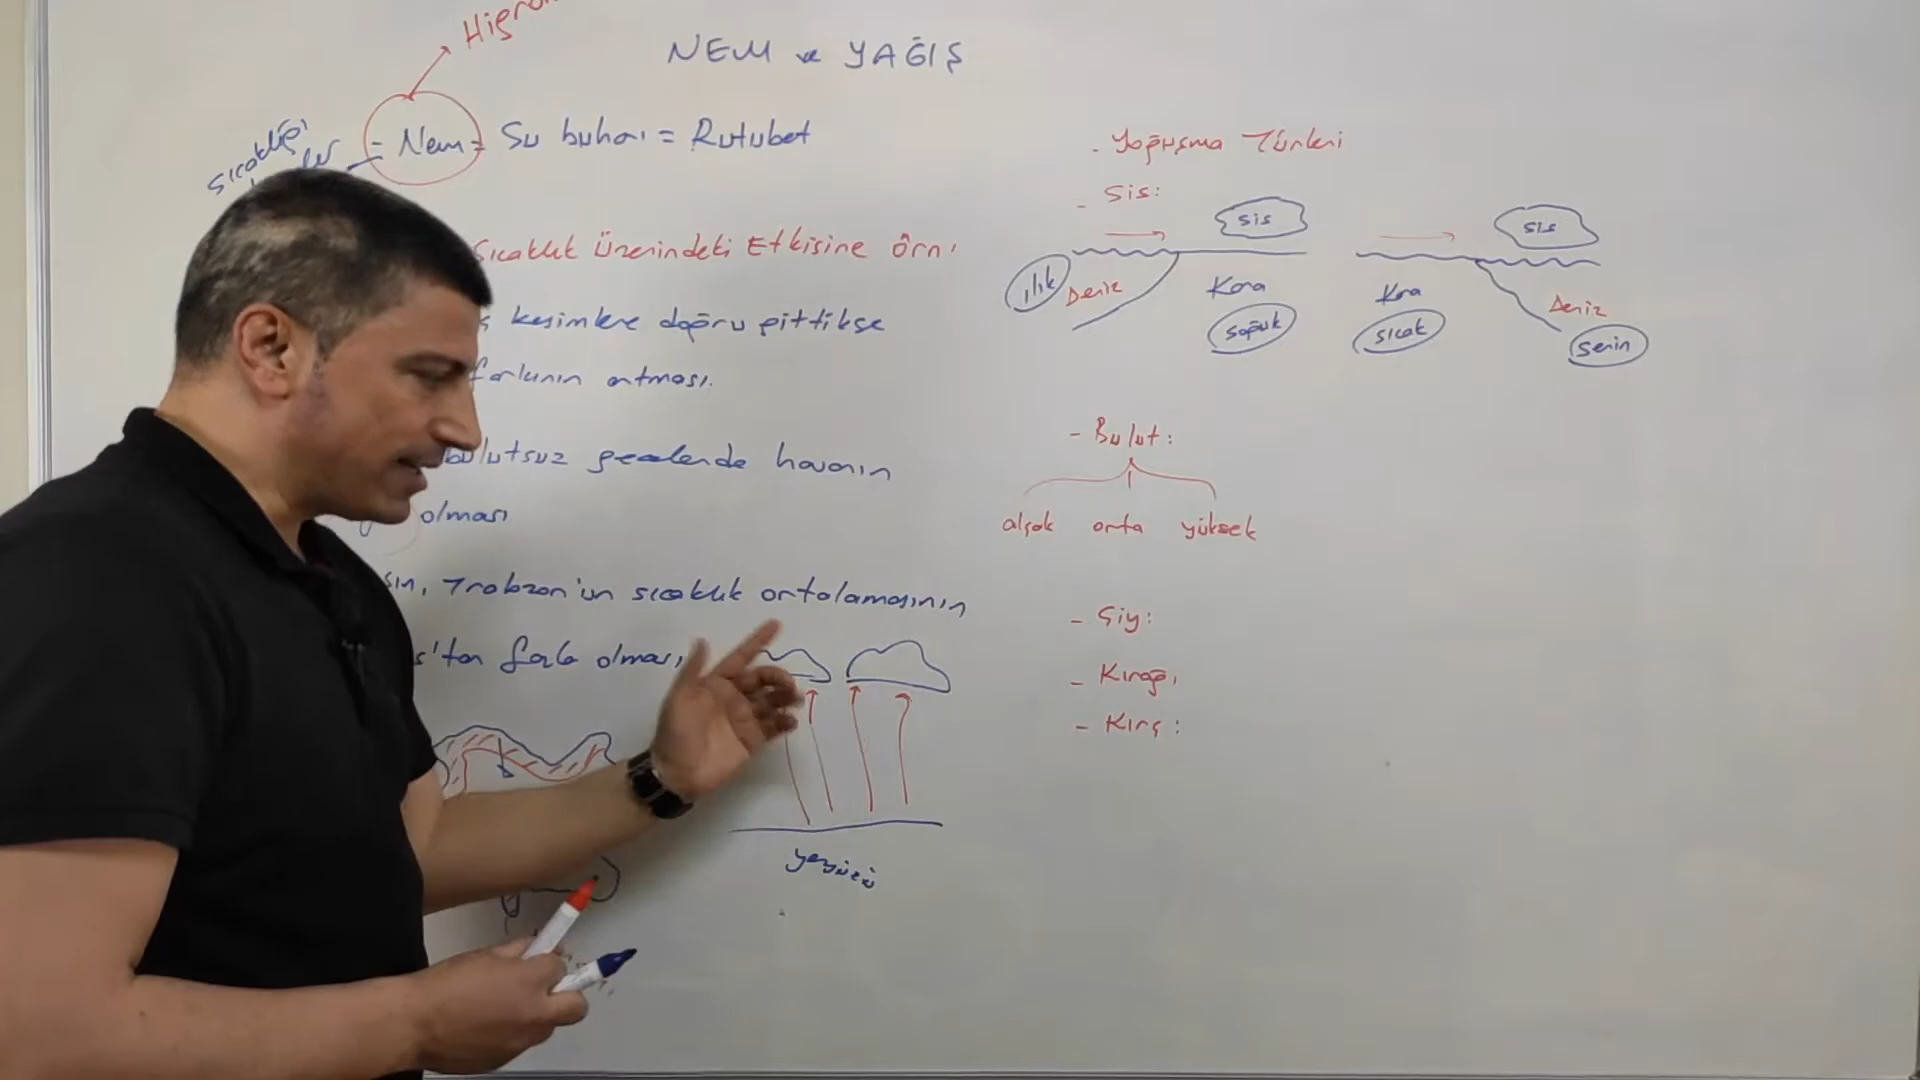 NEM ve YAĞIŞ
Sıcaklığı
= Nem = Su buharı = Rutubet
Sıcaklık Üzerindeki Etkisine Örn.
kesimlere doğru gittikçe
farkının artması.
bulutsuz gecelerde havanın
olması
Trabzon'un sıcaklık ortalamasının
s'tan fazla olması,
yeryüzü
- Yoğuşma Türleri
- Sis:
sis
sis
ılık
Deniz
Kara
Kara
Deniz
soğuk
sıcak
serin
- Bulut:
alçak orta yüksek
- Çiy:
- Kırağı
- Kırç: